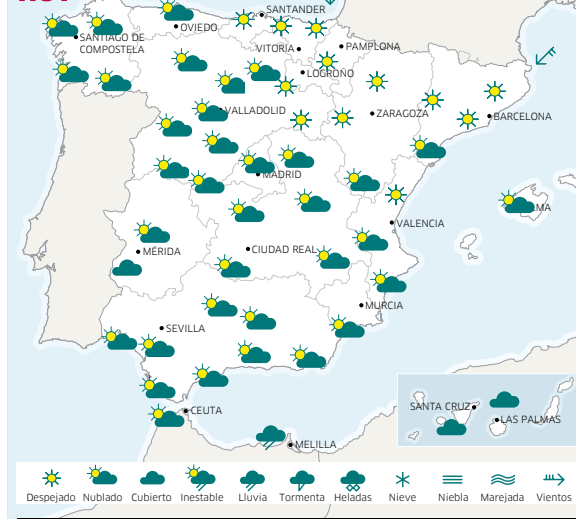 SANTANDER
OVIEDO
SANTIAGO DE
COMPOSTELA
VITORIA
PAMPLONA
LOGROÑO
VALLADOLID
ZARAGOZA
BARCELONA
MADRID
VALENCIA
MÉRIDA
CIUDAD REAL
MURCIA
SEVILLA
SANTA CRUZ
LAS PALMAS
CEUTA
MELILLA
Despejado Nublado Cubierto Inestable Lluvia Tormenta Heladas Nieve Niebla Marejada Vientos